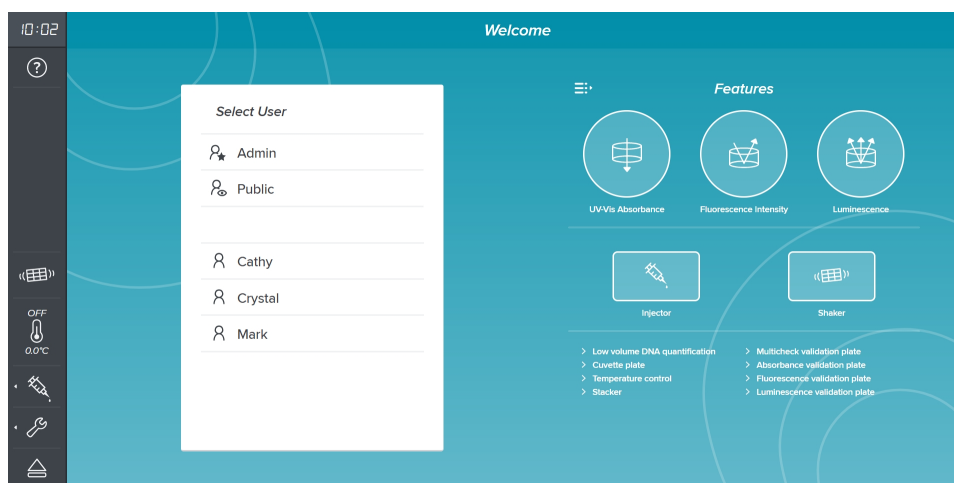 10:02
Welcome
?
Select User
Admin
Public
Cathy
Crystal
Mark
OFF
0.0°C
Features
UV-Vis Absorbance
Fluorescence Intensity
Luminescence
Injector
Shaker
> Low volume DNA quantification
> Cuvette plate
> Temperature control
> Stacker
> Multicheck validation plate
> Absorbance validation plate
> Fluorescence validation plate
> Luminescence validation plate